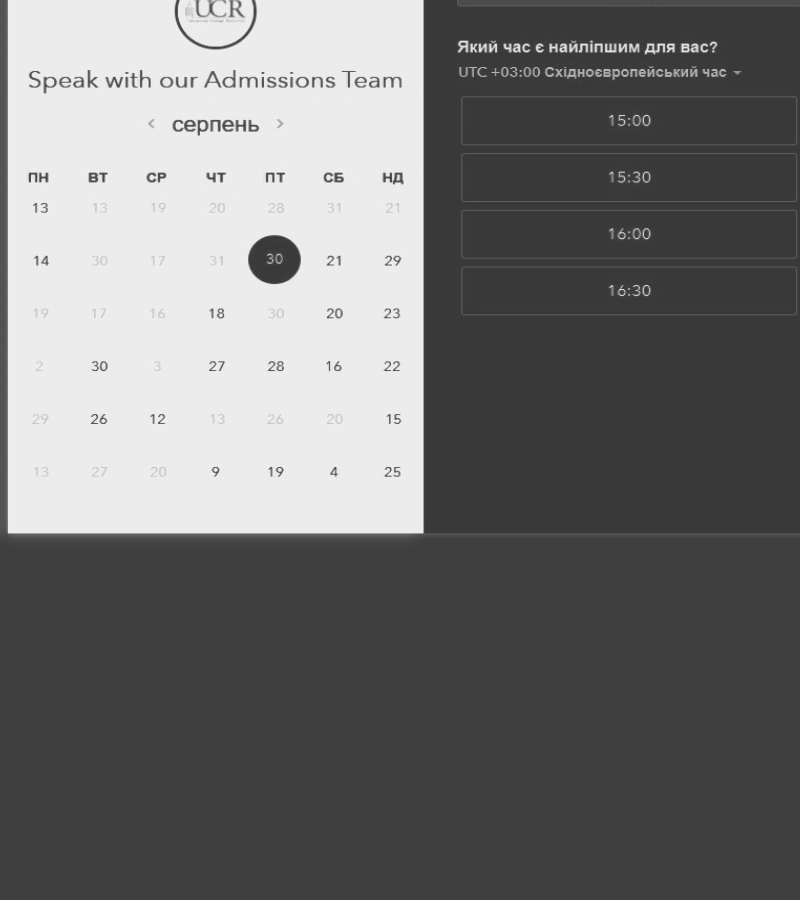 UCR
Speak with our Admissions Team
серпень
ПН ВТ СР ЧТ ПТ СБ НД
13 13 19 20 28 31 21
14 30 17 31 30 21 29
19 17 16 18 30 20 23
2 30 3 27 28 16 22
29 26 12 13 26 20 15
13 27 20 9 19 4 25
Який час є найліпшим для вас?
UTC +03:00 Східноєвропейський час
15:00
15:30
16:00
16:30